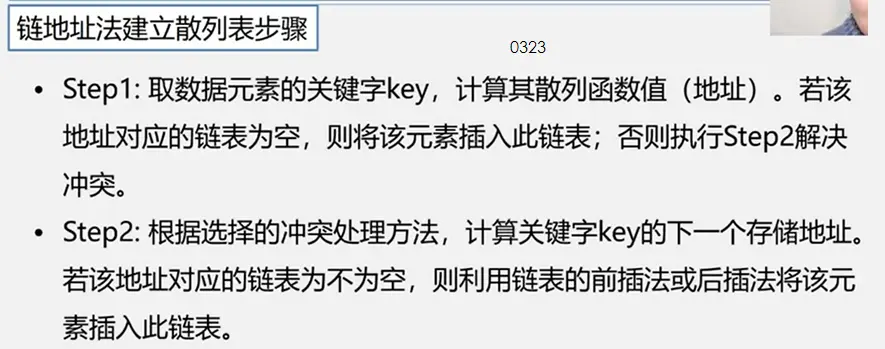 链地址法建立散列表步骤
0323
• Step1: 取数据元素的关键字key，计算其散列函数值（地址）。若该
地址对应的链表为空，则将该元素插入此链表；否则执行Step2解决
冲突。
• Step2: 根据选择的冲突处理方法，计算关键字key的下一个存储地址。
若该地址对应的链表为不为空，则利用链表的前插法或后插法将该元
素插入此链表。